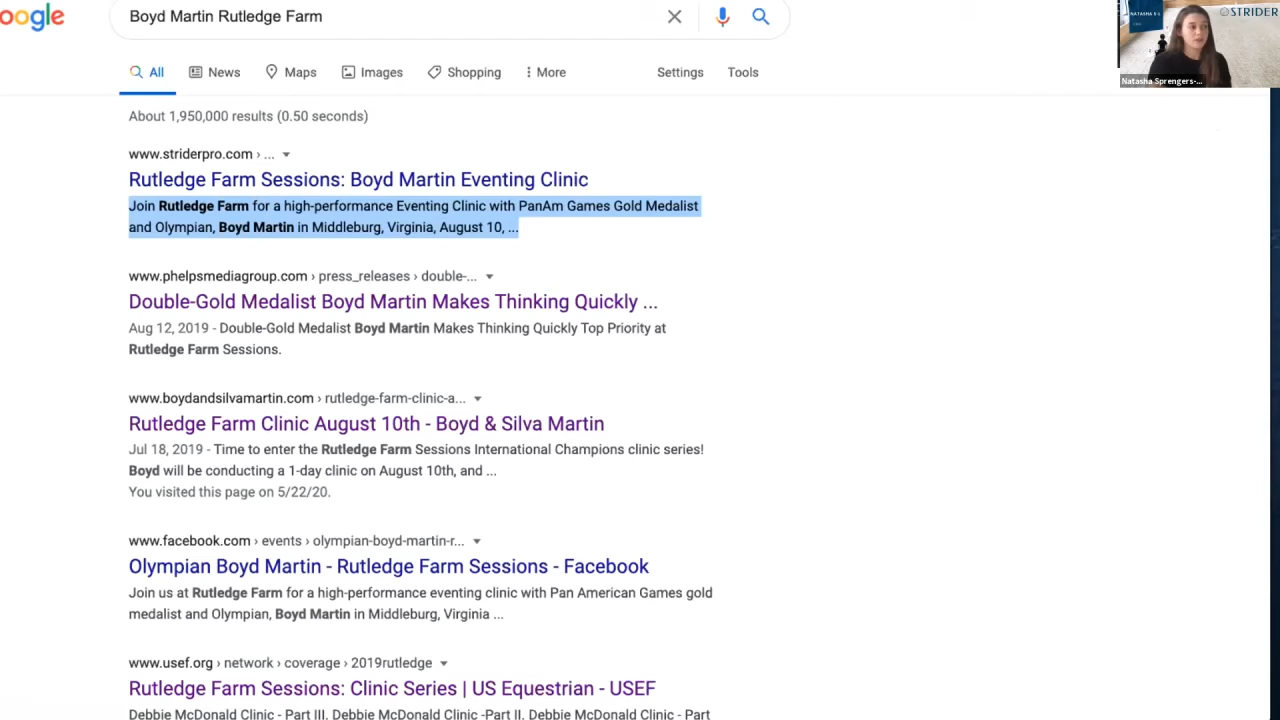 oogle
Boyd Martin Rutledge Farm
STRIDER
NATASHA S-L
Natasha Sprengers-...
All
News
Maps
Images
Shopping
More
Settings
Tools
About 1,950,000 results (0.50 seconds)
www.striderpro.com › ...
Rutledge Farm Sessions: Boyd Martin Eventing Clinic
Join Rutledge Farm for a high-performance Eventing Clinic with PanAm Games Gold Medalist
and Olympian, Boyd Martin in Middleburg, Virginia, August 10, ...
www.phelpsmediagroup.com › press_releases › double-...
Double-Gold Medalist Boyd Martin Makes Thinking Quickly ...
Aug 12, 2019 - Double-Gold Medalist Boyd Martin Makes Thinking Quickly Top Priority at
Rutledge Farm Sessions.
www.boydandsilvamartin.com › rutledge-farm-clinic-a...
Rutledge Farm Clinic August 10th - Boyd & Silva Martin
Jul 18, 2019 - Time to enter the Rutledge Farm Sessions International Champions clinic series!
Boyd will be conducting a 1-day clinic on August 10th, and ...
You visited this page on 5/22/20.
www.facebook.com › events › olympian-boyd-martin-r...
Olympian Boyd Martin - Rutledge Farm Sessions - Facebook
Join us at Rutledge Farm for a high-performance eventing clinic with Pan American Games gold
medalist and Olympian, Boyd Martin in Middleburg, Virginia ...
www.usef.org › network › coverage › 2019rutledge
Rutledge Farm Sessions: Clinic Series | US Equestrian - USEF
Debbie McDonald Clinic - Part III. Debbie McDonald Clinic -Part II. Debbie McDonald Clinic - Part